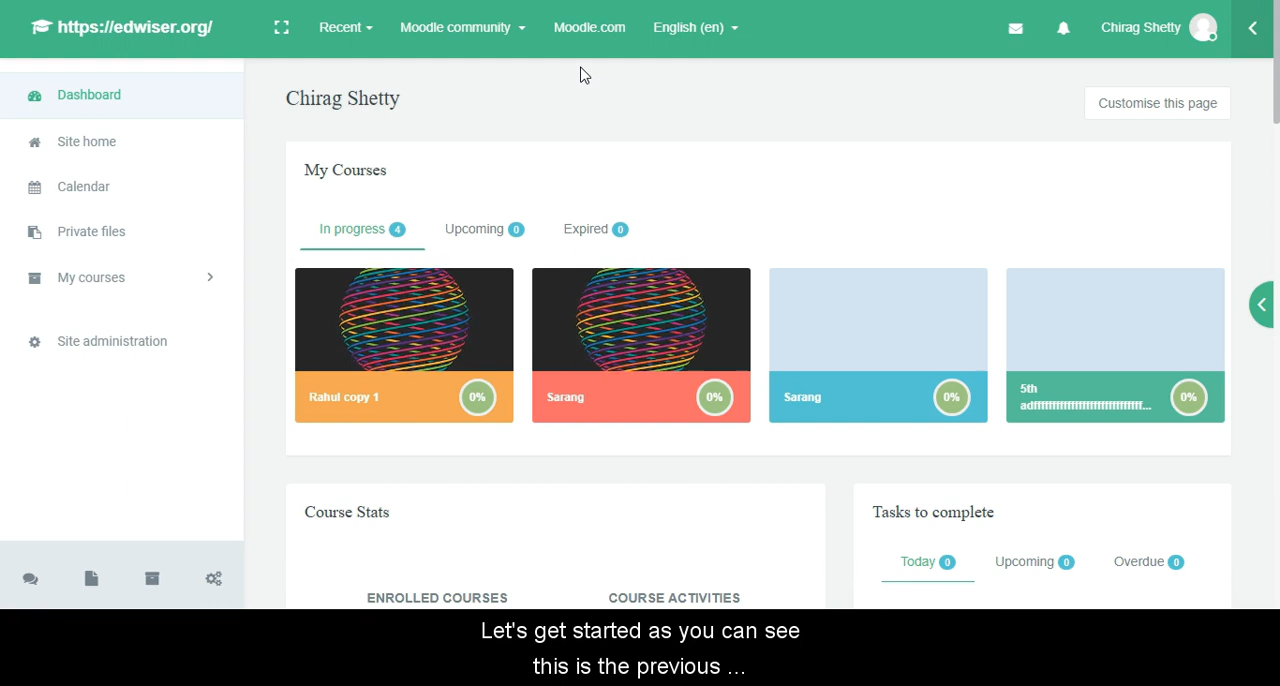 https://edwiser.org/
Recent
Moodle community
Moodle.com
English (en)
Chirag Shetty
Dashboard
Site home
Calendar
Private files
My courses
Site administration
Chirag Shetty
Customise this page
My Courses
In progress 4
Upcoming 0
Expired 0
Rahul copy 1
0%
Sarang
0%
Sarang
0%
5th
0%
Course Stats
ENROLLED COURSES
COURSE ACTIVITIES
Tasks to complete
Today 0
Upcoming 0
Overdue 0
Let's get started as you can see
this is the previous ...